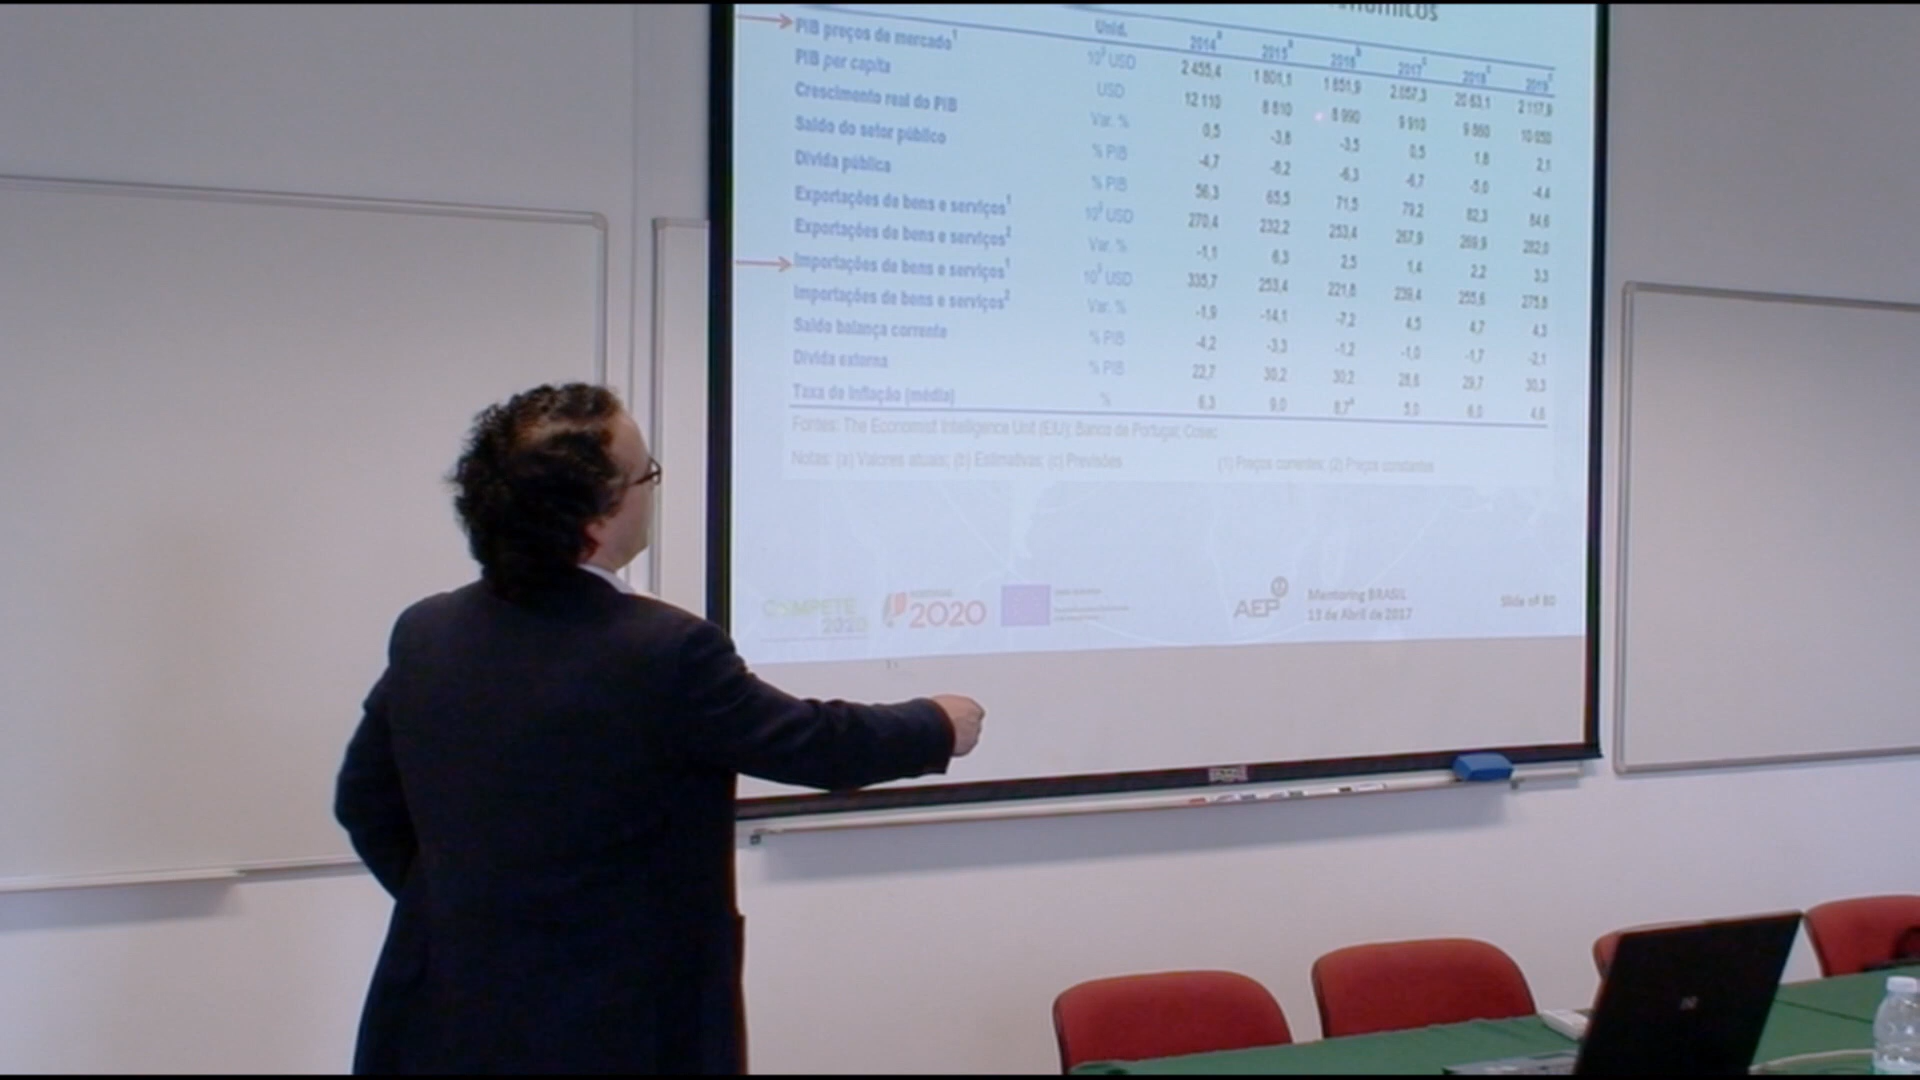 Unid. 2014ª 2015ª 2016ᵇ 2017ᶜ 2018ᶜ 2019ᶜ
PIB preços de mercado¹ 10⁹ USD 2 455,4 1 801,1 1 851,9 2 057,3 20 63,1 2 117,9
PIB per capita USD 12 110 8 810 8 990 9 910 9 860 10 050
Crescimento real do PIB Var. % 0,5 -3,8 -3,5 0,5 1,8 2,1
Saldo do setor público % PIB -4,7 -8,2 -6,3 -6,7 -5,0 -4,4
Dívida pública % PIB 56,3 65,5 71,5 79,2 82,3 84,6
Exportações de bens e serviços¹ 10⁹ USD 270,4 232,2 253,4 267,9 269,9 282,0
Exportações de bens e serviços² Var. % -1,1 6,3 2,5 1,4 2,2 3,3
Importações de bens e serviços¹ 10⁹ USD 335,7 253,4 221,8 239,4 255,6 275,8
Importações de bens e serviços² Var. % -1,9 -14,1 -7,2 4,5 4,7 4,3
Saldo balança corrente % PIB -4,2 -3,3 -1,2 -1,0 -1,7 -2,1
Dívida externa % PIB 22,7 30,2 30,2 28,6 29,7 30,3
Taxa de inflação (média) % 6,3 9,0 8,7ª 5,0 6,0 4,6
Fontes: The Economist Intelligence Unit (EIU); Banco de Portugal; Cosec
Notas: (a) Valores atuais; (b) Estimativas; (c) Previsões (1) Preços correntes; (2) Preços constantes
COMPETE 2020
2020
AEP
Mentoring BRASIL
13 de Abril de 2017
Slide nº 80
hp